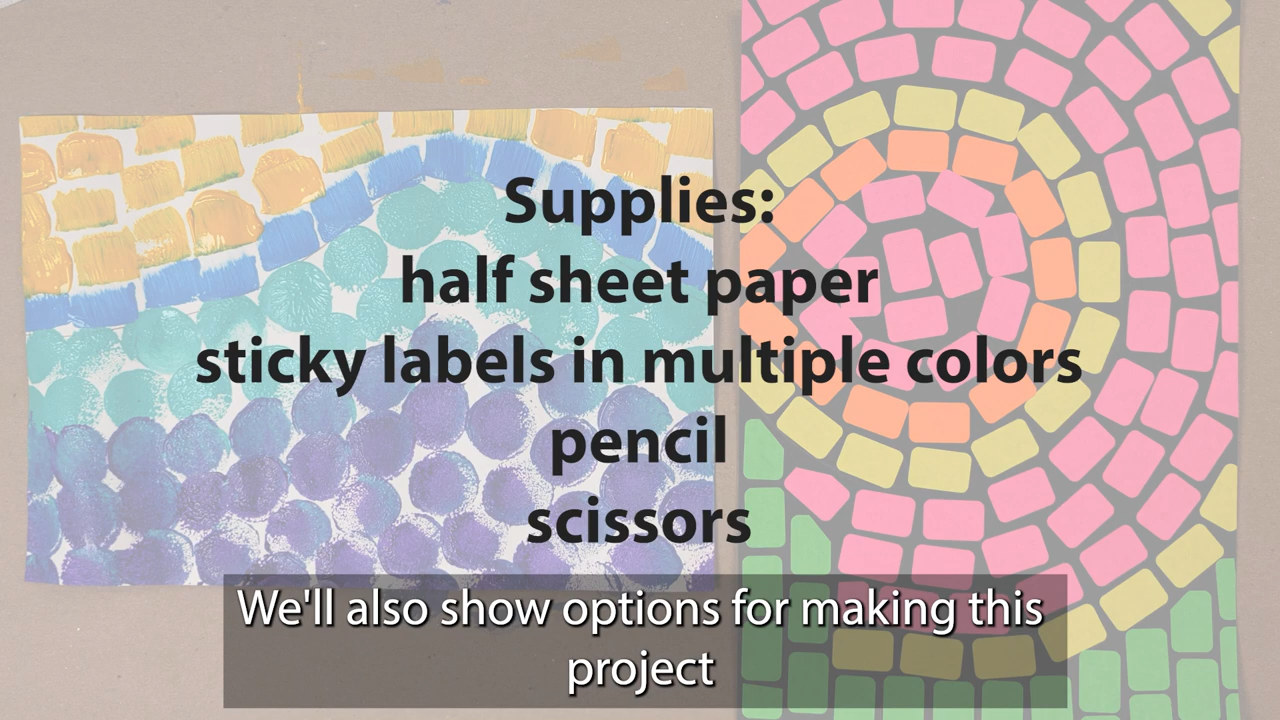 Supplies:
half sheet paper
sticky labels in multiple colors
pencil
scissors
We'll also show options for making this
project